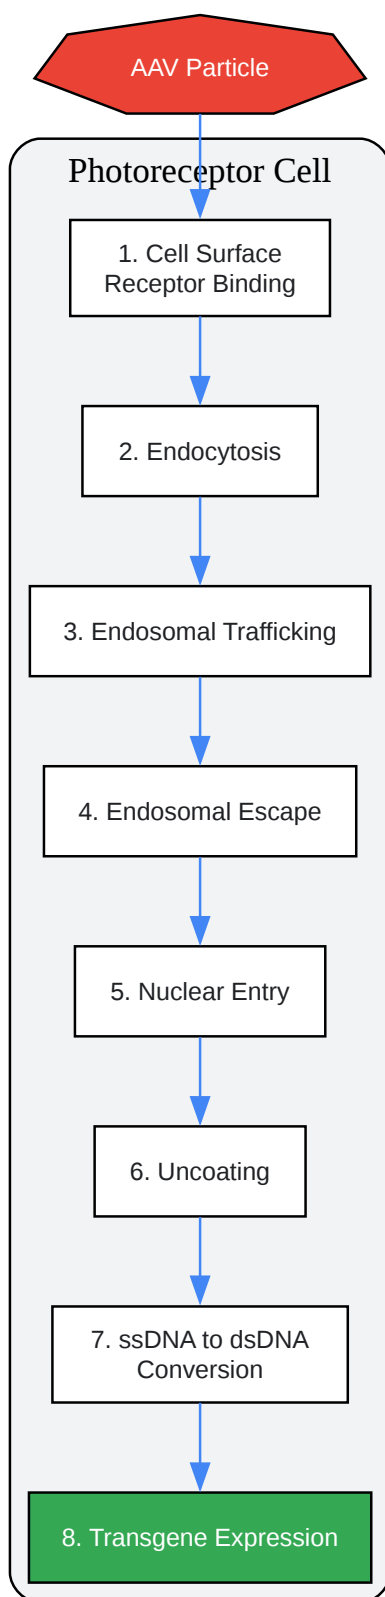 AAV Particle
Photoreceptor Cell
1. Cell Surface
Receptor Binding
2. Endocytosis
3. Endosomal Trafficking
4. Endosomal Escape
5. Nuclear Entry
6. Uncoating
7. ssDNA to dsDNA
Conversion
8. Transgene Expression